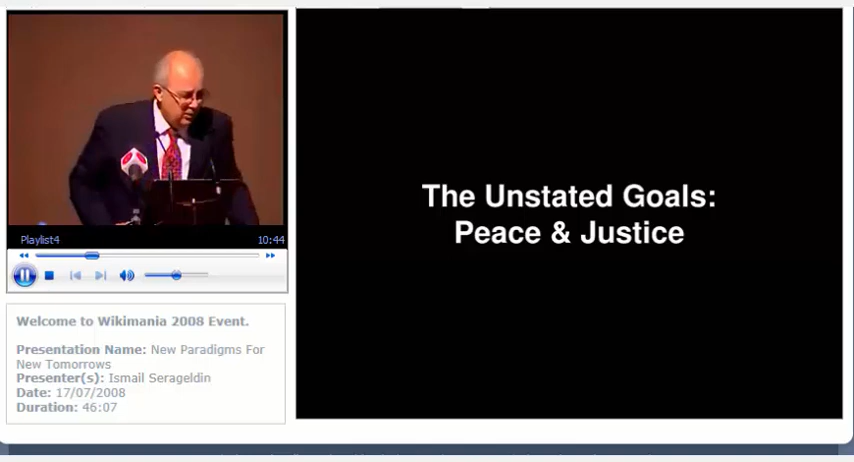 The Unstated Goals:
Peace & Justice
Playlist4 10:44
Welcome to Wikimania 2008 Event.
Presentation Name: New Paradigms For
New Tomorrows
Presenter(s): Ismail Serageldin
Date: 17/07/2008
Duration: 46:07